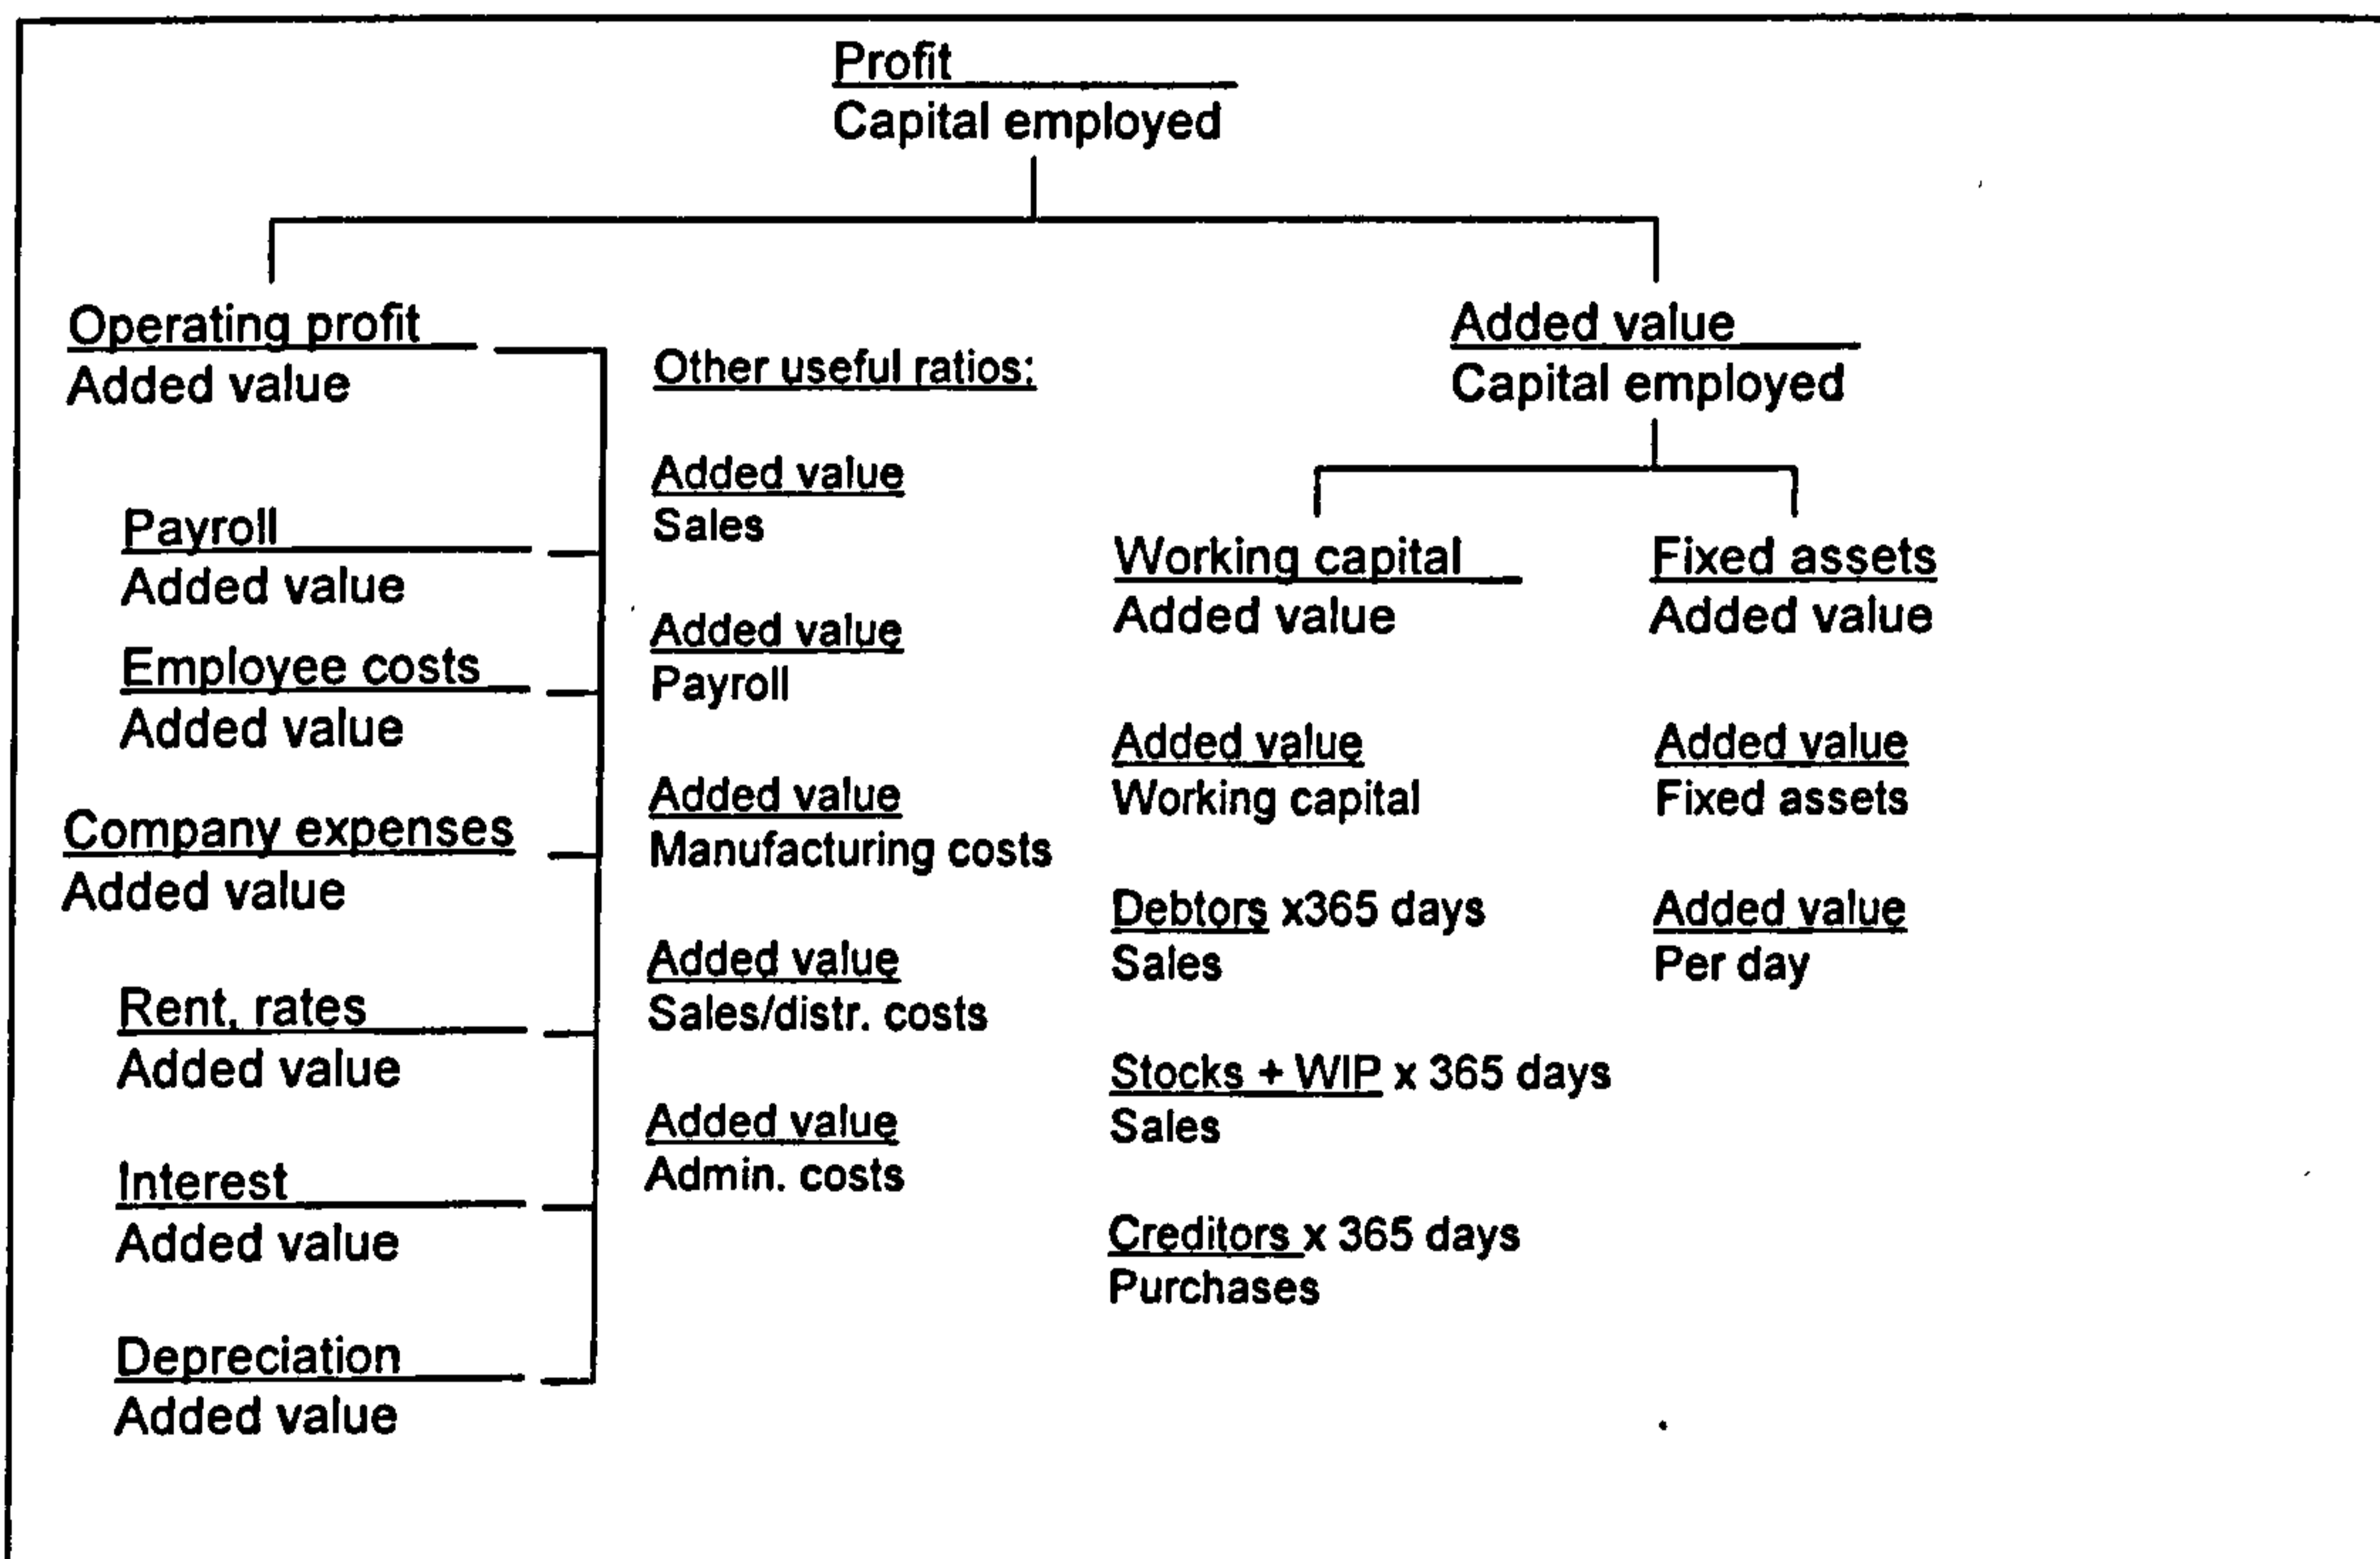 Profit
Capital employed
Operating profit
Added value
Payroll
Added value
Employee costs
Added value
Company expenses
Added value
Rent, rates
Added value
Interest
Added value
Depreciation
Added value
Other useful ratios:
Added value
Sales
Added value
Payroll
Added value
Manufacturing costs
Added value
Sales/distr. costs
Added value
Admin. costs
Added value
Capital employed
Working capital
Added value
Added value
Working capital
Debtors x365 days
Sales
Stocks + WIP x 365 days
Sales
Creditors x 365 days
Purchases
Fixed assets
Added value
Added value
Fixed assets
Added value
Per day